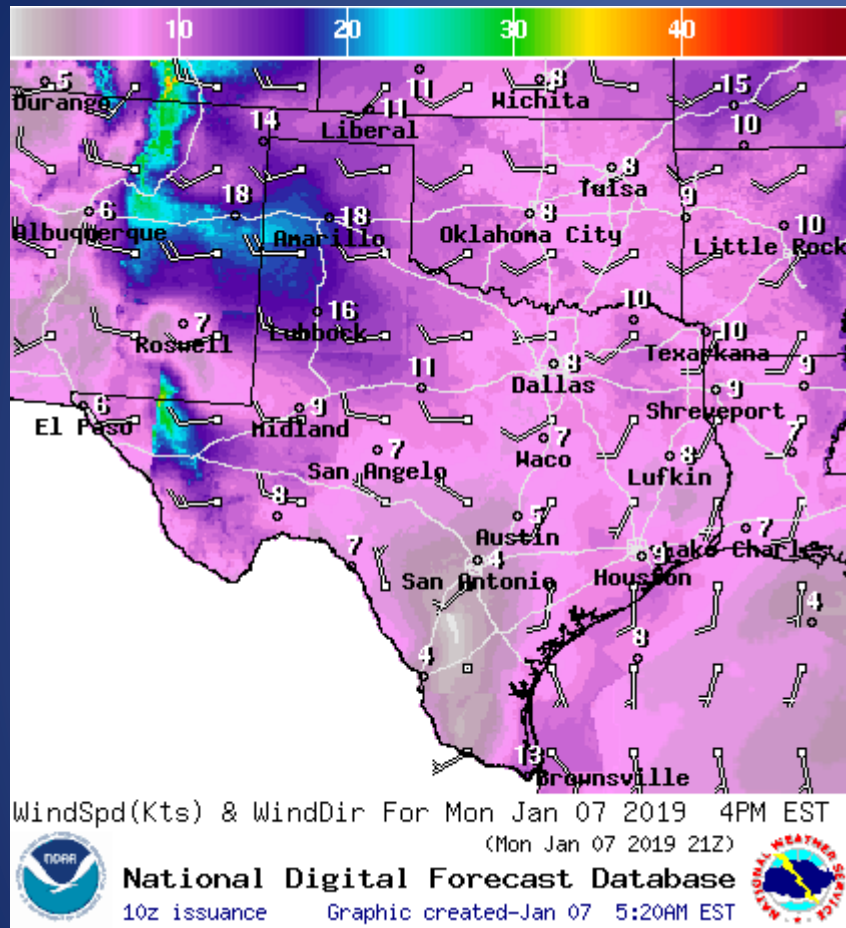 10 20 30 40
5 11 8 15
Durango Wichita
11
Liberal
14 10
8
Tulsa
6 18 18 8 9 10
Albuquerque Amarillo Oklahoma City Little Rock
7 16 10 10
Roswell Lubbock Texarkana
11 8 9 9
Dallas
6 9 Shreveport
El Paso Midland
7 7 8 7
San Angelo Waco Lufkin
8 5 7
Austin
7 4 9 Lake Charles
San Antonio Houston
4
8
4
13
Brownsville
WindSpd(Kts) & WindDir For Mon Jan 07 2019 4PM EST
(Mon Jan 07 2019 21Z)
NOAA
National Digital Forecast Database
10z issuance Graphic created-Jan 07 5:20AM EST
NATIONAL WEATHER SERVICE